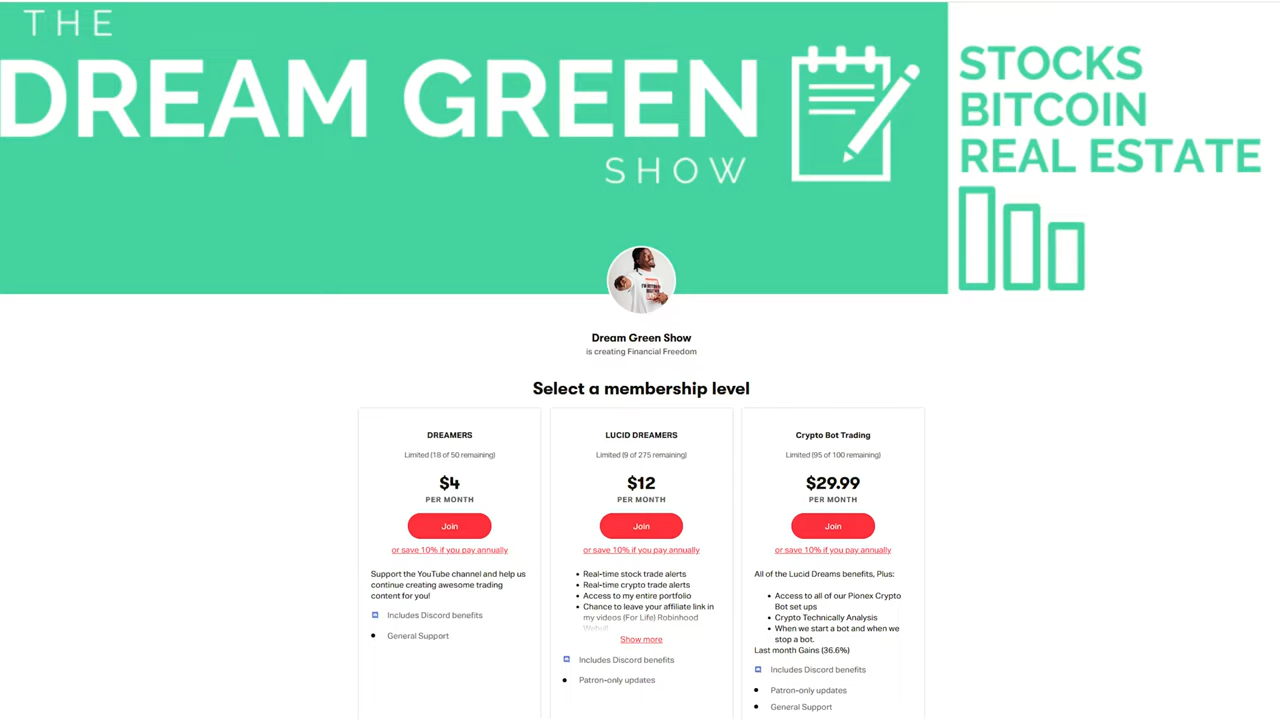 THE
DREAM GREEN
SHOW
STOCKS
BITCOIN
REAL ESTATE
Dream Green Show
is creating Financial Freedom
Select a membership level
DREAMERS
Limited (18 of 50 remaining)
$4
PER MONTH
Join
or save 10% if you pay annually
Support the YouTube channel and help us
continue creating awesome trading
content for you!
Includes Discord benefits
• General Support
LUCID DREAMERS
Limited (9 of 275 remaining)
$12
PER MONTH
Join
or save 10% if you pay annually
• Real-time stock trade alerts
• Real-time crypto trade alerts
• Access to my entire portfolio
• Chance to leave your affiliate link in
my videos (For Life) Robinhood
Show more
Includes Discord benefits
• Patron-only updates
Crypto Bot Trading
Limited (95 of 100 remaining)
$29.99
PER MONTH
Join
or save 10% if you pay annually
All of the Lucid Dreams benefits, Plus:
• Access to all of our Pionex Crypto
Bot set ups
• Crypto Technically Analysis
• When we start a bot and when we
stop a bot.
Last month Gains (36.6%)
Includes Discord benefits
• Patron-only updates
• General Support